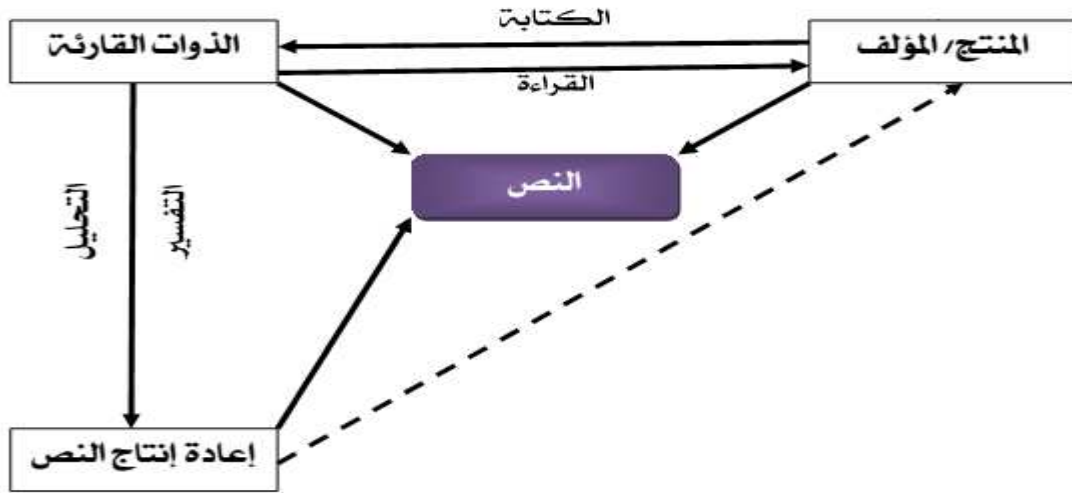 الكتابة
المنتج/ المؤلف
الذوات القارئة
القراءة
النص
التفسير
التحليل
إعادة إنتاج النص